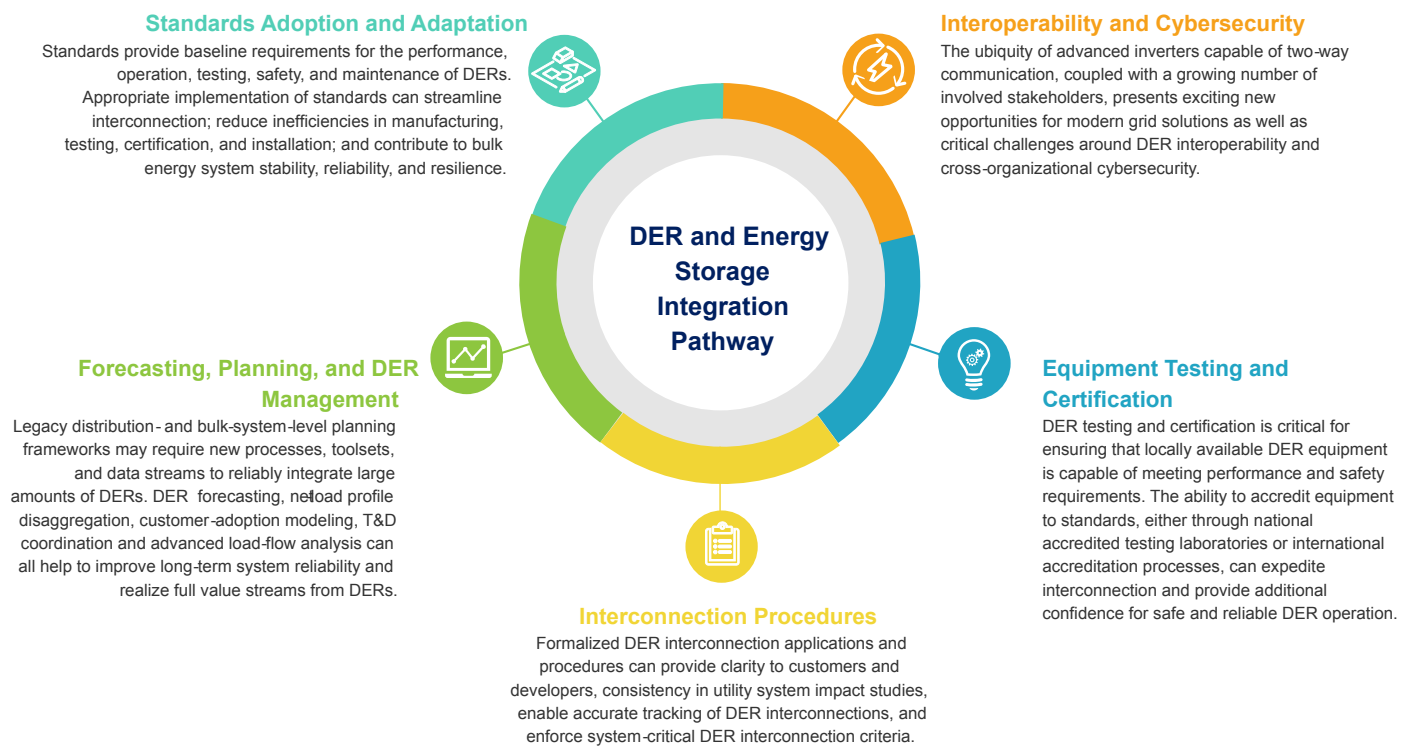 Standards Adoption and Adaptation
Standards provide baseline requirements for the performance,
operation, testing, safety, and maintenance of DERs.
Appropriate implementation of standards can streamline
interconnection; reduce inefficiencies in manufacturing,
testing, certification, and installation; and contribute to bulk
energy system stability, reliability, and resilience.
Interoperability and Cybersecurity
The ubiquity of advanced inverters capable of two-way
communication, coupled with a growing number of
involved stakeholders, presents exciting new
opportunities for modern grid solutions as well as
critical challenges around DER interoperability and
cross-organizational cybersecurity.
DER and Energy
Storage
Integration
Pathway
Forecasting, Planning, and DER
Management
Legacy distribution- and bulk-system-level planning
frameworks may require new processes, toolsets,
and data streams to reliably integrate large
amounts of DERs. DER forecasting, net-load profile
disaggregation, customer-adoption modeling, T&D
coordination and advanced load-flow analysis can
all help to improve long-term system reliability and
realize full value streams from DERs.
Equipment Testing and
Certification
DER testing and certification is critical for
ensuring that locally available DER equipment
is capable of meeting performance and safety
requirements. The ability to accredit equipment
to standards, either through national
accredited testing laboratories or international
accreditation processes, can expedite
interconnection and provide additional
confidence for safe and reliable DER operation.
Interconnection Procedures
Formalized DER interconnection applications and
procedures can provide clarity to customers and
developers, consistency in utility system impact studies,
enable accurate tracking of DER interconnections, and
enforce system-critical DER interconnection criteria.